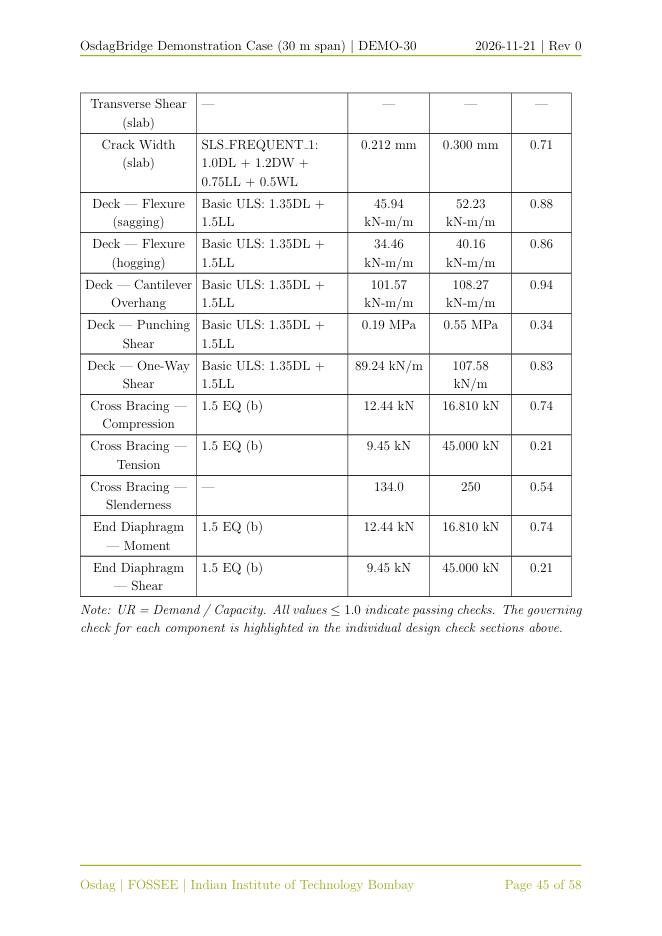 OsdagBridge Demonstration Case (30 m span) | DEMO-30 2026-11-21 | Rev 0
Transverse Shear — — — —
(slab)
Crack Width SLS_FREQUENT_1: 0.212 mm 0.300 mm 0.71
(slab) 1.0DL + 1.2DW +
0.75LL + 0.5WL
Deck — Flexure Basic ULS: 1.35DL + 45.94 52.23 0.88
(sagging) 1.5LL kN-m/m kN-m/m
Deck — Flexure Basic ULS: 1.35DL + 34.46 40.16 0.86
(hogging) 1.5LL kN-m/m kN-m/m
Deck — Cantilever Basic ULS: 1.35DL + 101.57 108.27 0.94
Overhang 1.5LL kN-m/m kN-m/m
Deck — Punching Basic ULS: 1.35DL + 0.19 MPa 0.55 MPa 0.34
Shear 1.5LL
Deck — One-Way Basic ULS: 1.35DL + 89.24 kN/m 107.58 0.83
Shear 1.5LL kN/m
Cross Bracing — 1.5 EQ (b) 12.44 kN 16.810 kN 0.74
Compression
Cross Bracing — 1.5 EQ (b) 9.45 kN 45.000 kN 0.21
Tension
Cross Bracing — — 134.0 250 0.54
Slenderness
End Diaphragm 1.5 EQ (b) 12.44 kN 16.810 kN 0.74
— Moment
End Diaphragm 1.5 EQ (b) 9.45 kN 45.000 kN 0.21
— Shear
Note: UR = Demand / Capacity. All values ≤ 1.0 indicate passing checks. The governing
check for each component is highlighted in the individual design check sections above.
Osdag | FOSSEE | Indian Institute of Technology Bombay Page 45 of 58